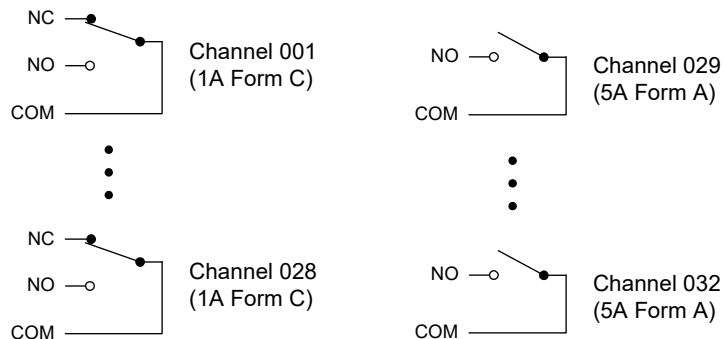 NC
NO
COM
Channel 001
(1A Form C)
NO
COM
Channel 029
(5A Form A)
NC
NO
COM
Channel 028
(1A Form C)
NO
COM
Channel 032
(5A Form A)